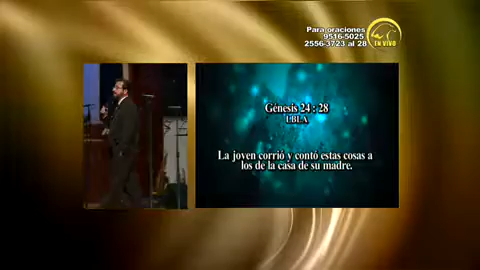 Para oraciones
9516-5025
2556-3723 al 28
EN VIVO
Génesis 24 : 28
LBLA
La joven corrió y contó estas cosas a
los de la casa de su madre.